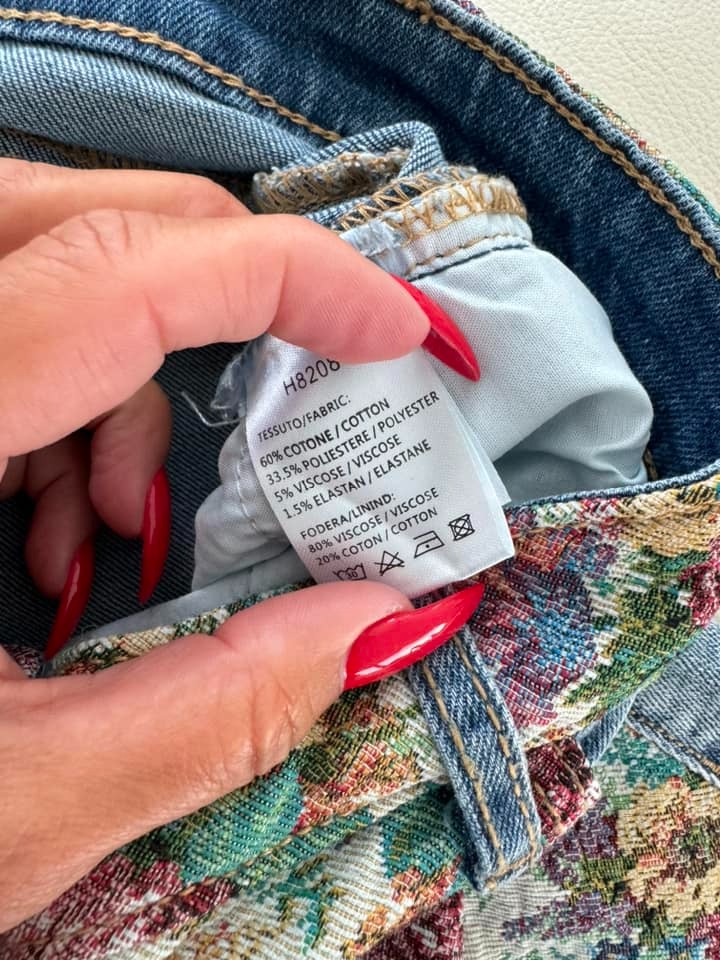 H8208
TESSUTO/FABRIC:
60% COTONE / COTTON
33.5% POLIESTERE / POLYESTER
5% VISCOSE / VISCOSE
1.5% ELASTAN / ELASTANE
FODERA/LININD:
80% VISCOSE / VISCOSE
20% COTON / COTTON
30